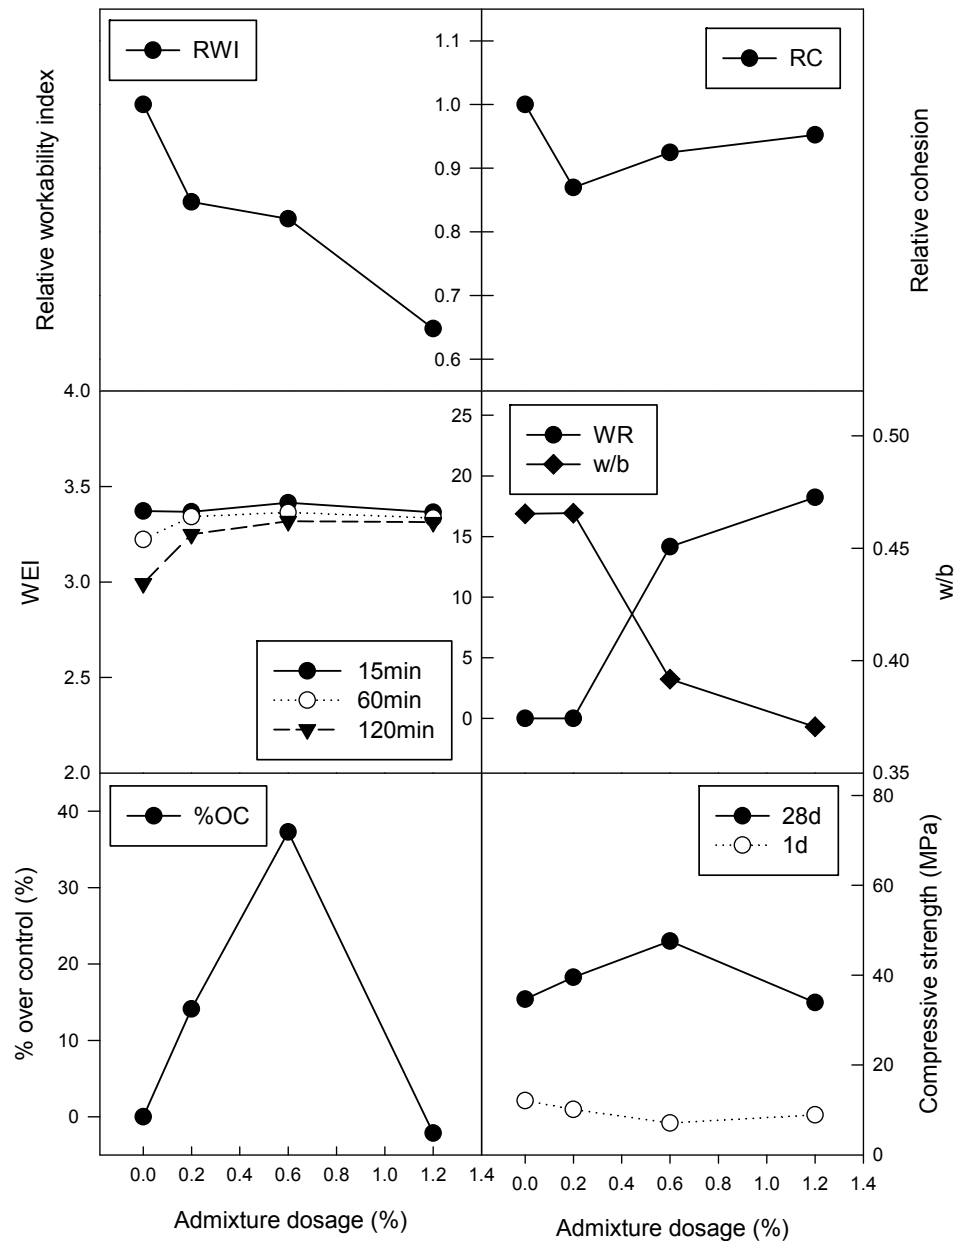 RWI
Relative workability index
1.1
1.0
0.9
0.8
0.7
0.6
RC
Relative cohesion
4.0
3.5
3.0
2.5
2.0
WEI
15min
60min
120min
25
20
15
10
5
0
WR
w/b
0.50
0.45
0.40
0.35
w/b
%OC
40
30
20
10
0
% over control (%)
0.0 0.2 0.4 0.6 0.8 1.0 1.2 1.4
Admixture dosage (%)
28d
1d
80
60
40
20
0
Compressive strength (MPa)
0.0 0.2 0.4 0.6 0.8 1.0 1.2 1.4
Admixture dosage (%)